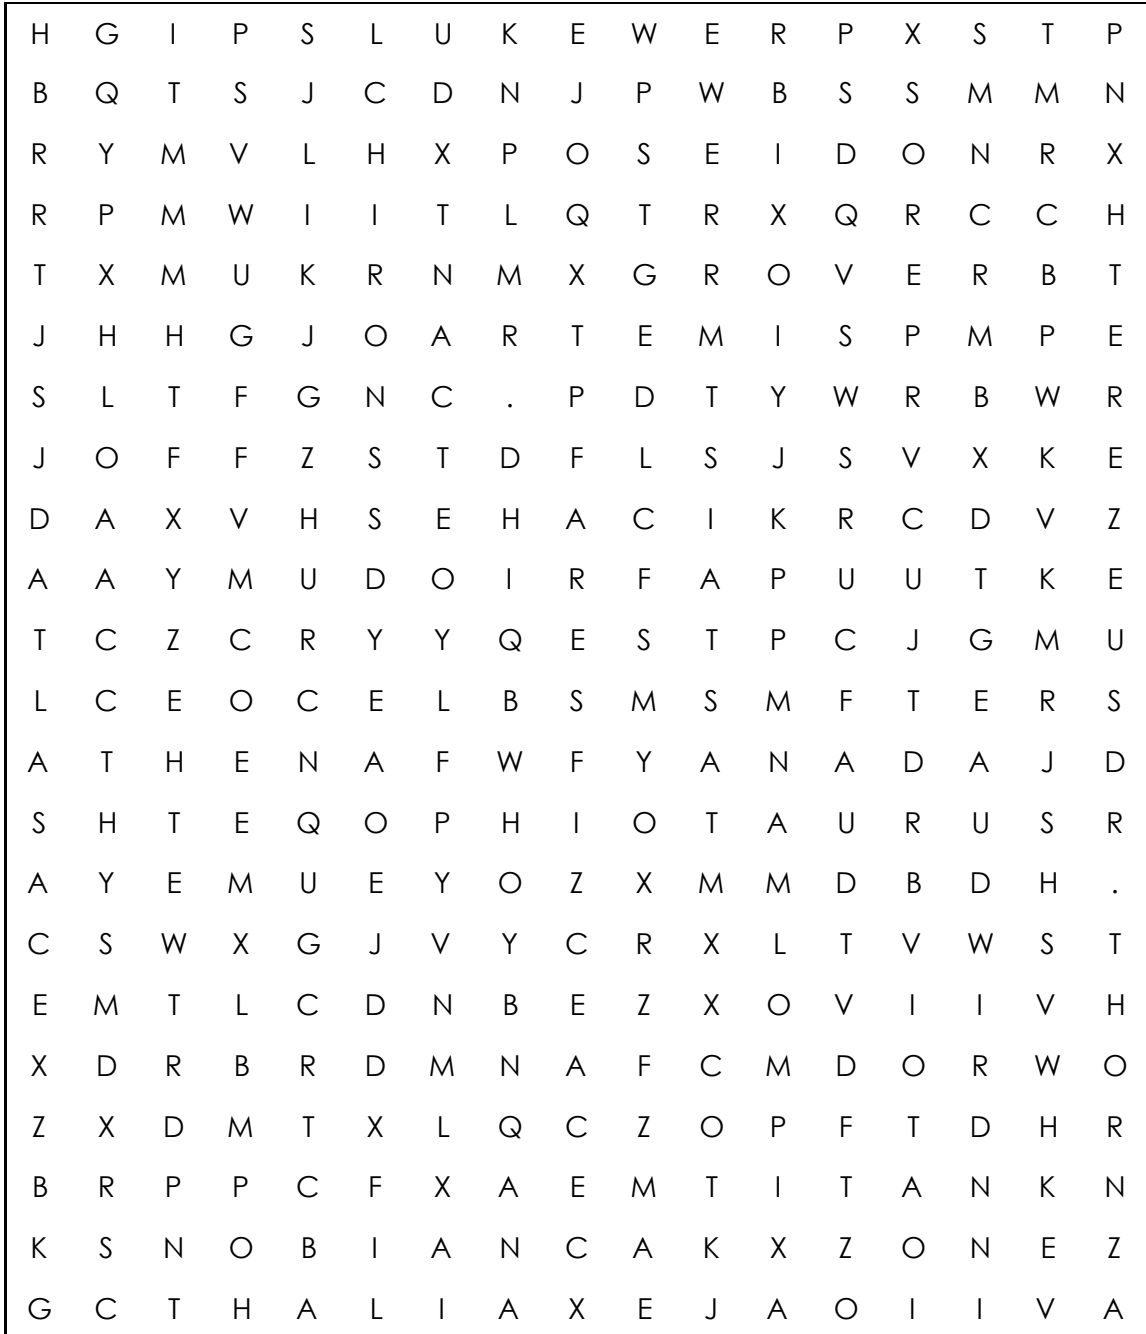 H G I P S L U K E W E R P X S T P
B Q T S J C D N J P W B S S M M N
R Y M V L H X P O S E I D O N R X
R P M W I I T L Q T R X Q R C C H
T X M U K R N M X G R O V E R B T
J H H G J O A R T E M I S P M P E
S L T F G N C . P D T Y W R B W R
J O F F Z S T D F L S J S V X K E
D A X V H S E H A C I K R C D V Z
A A Y M U D O I R F A P U U T K E
T C Z C R Y Y Q E S T P C J G M U
L C E O C E L B S M S M F T E R S
A T H E N A F W F Y A N A D A J D
S H T E Q O P H I O T A U R U S R
A Y E M U E Y O Z X M M D B D H .
C S W X G J V Y C R X L T V W S T
E M T L C D N B E Z X O V I I V H
X D R B R D M N A F C M D O R W O
Z X D M T X L Q C Z O P F T D H R
B R P P C F X A E M T I T A N K N
K S N O B I A N C A K X Z O N E Z
G C T H A L I A X E J A O I I V A